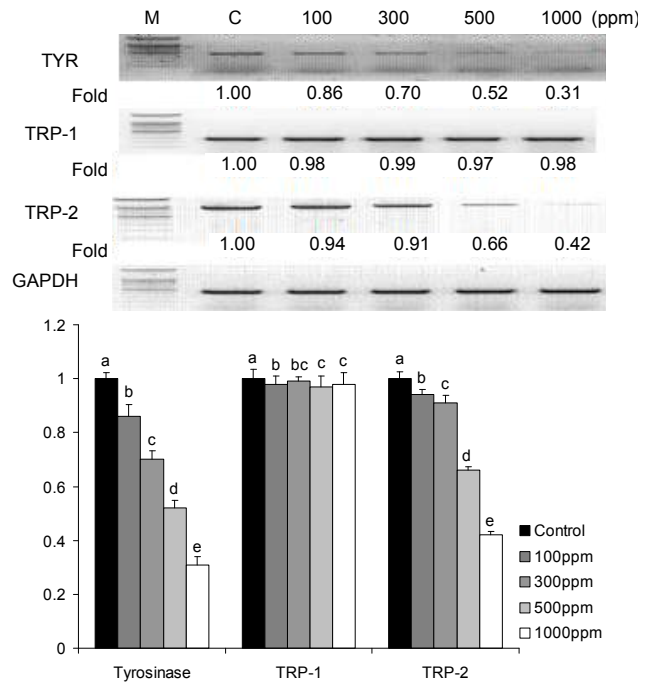 M C 100 300 500 1000 (ppm)
TYR
Fold 1.00 0.86 0.70 0.52 0.31
TRP-1
Fold 1.00 0.98 0.99 0.97 0.98
TRP-2
Fold 1.00 0.94 0.91 0.66 0.42
GAPDH
1.2
1
0.8
0.6
0.4
0.2
0
a b c d e
a b bc c c
a b c d e
Control
100ppm
300ppm
500ppm
1000ppm
Tyrosinase TRP-1 TRP-2